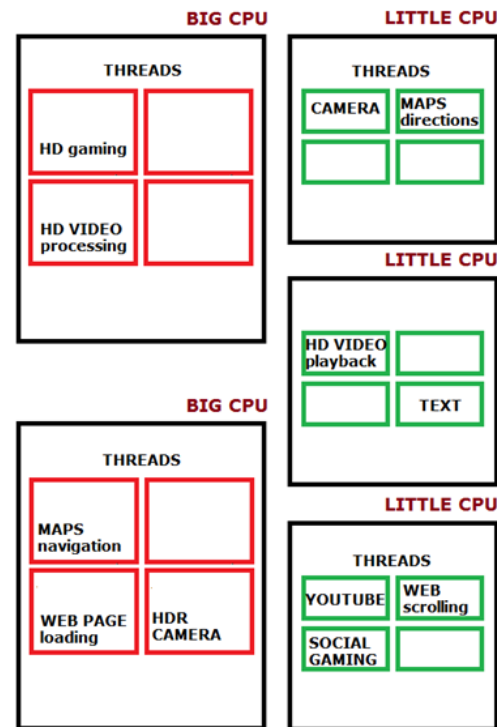 BIG CPU
THREADS
HD gaming
HD VIDEO
processing
BIG CPU
THREADS
MAPS
navigation
WEB PAGE
loading
HDR
CAMERA
LITTLE CPU
THREADS
CAMERA
MAPS
directions
LITTLE CPU
HD VIDEO
playback
TEXT
LITTLE CPU
THREADS
YOUTUBE
WEB
scrolling
SOCIAL
GAMING